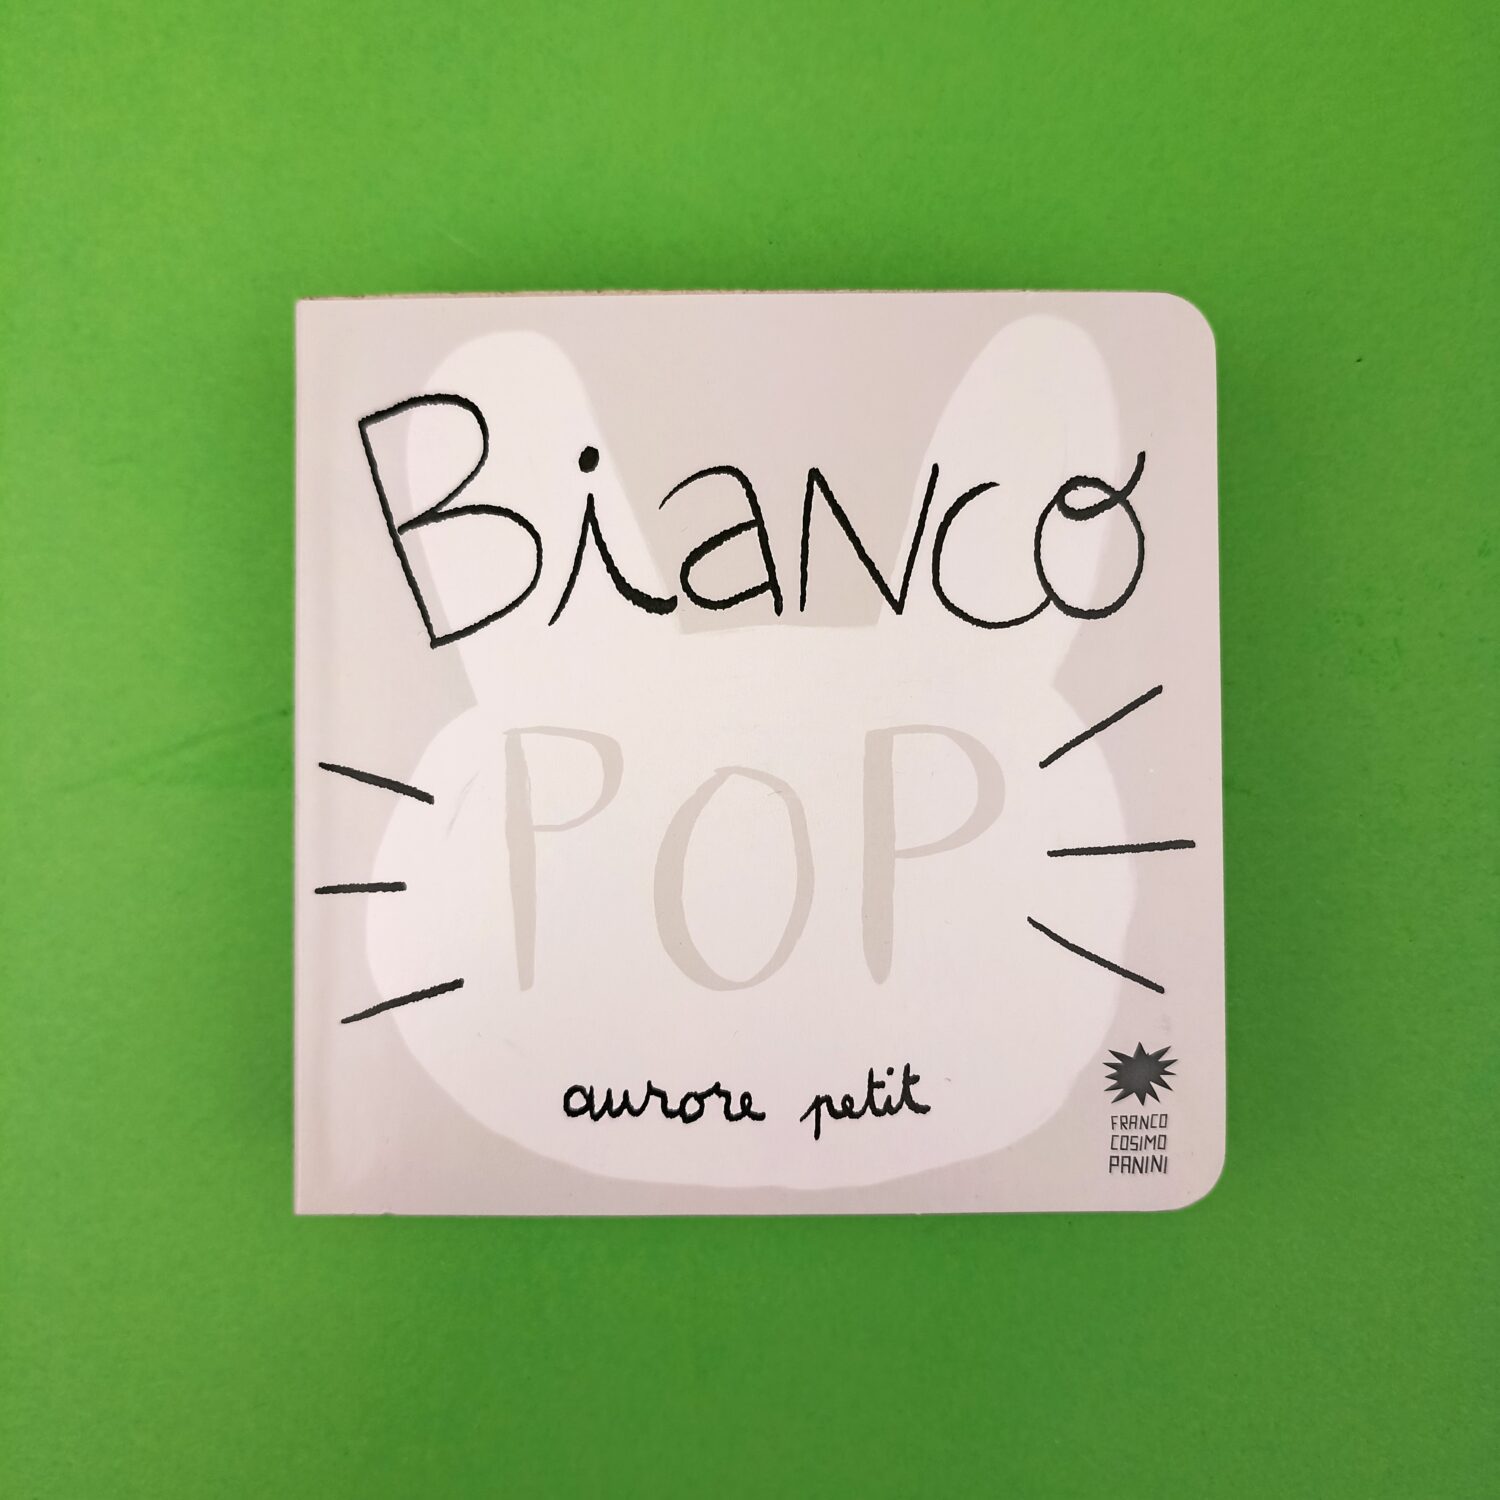 Bianco
POP
aurore petit
FRANCO
COSIMO
PANINI